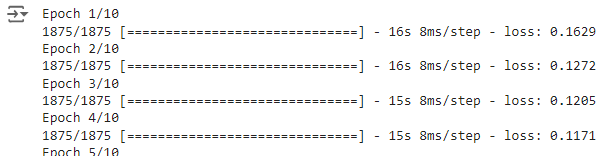 Epoch 1/10
1875/1875 [==============================] - 16s 8ms/step - loss: 0.1629
Epoch 2/10
1875/1875 [==============================] - 16s 8ms/step - loss: 0.1272
Epoch 3/10
1875/1875 [==============================] - 15s 8ms/step - loss: 0.1205
Epoch 4/10
1875/1875 [==============================] - 15s 8ms/step - loss: 0.1171
Epoch 5/10